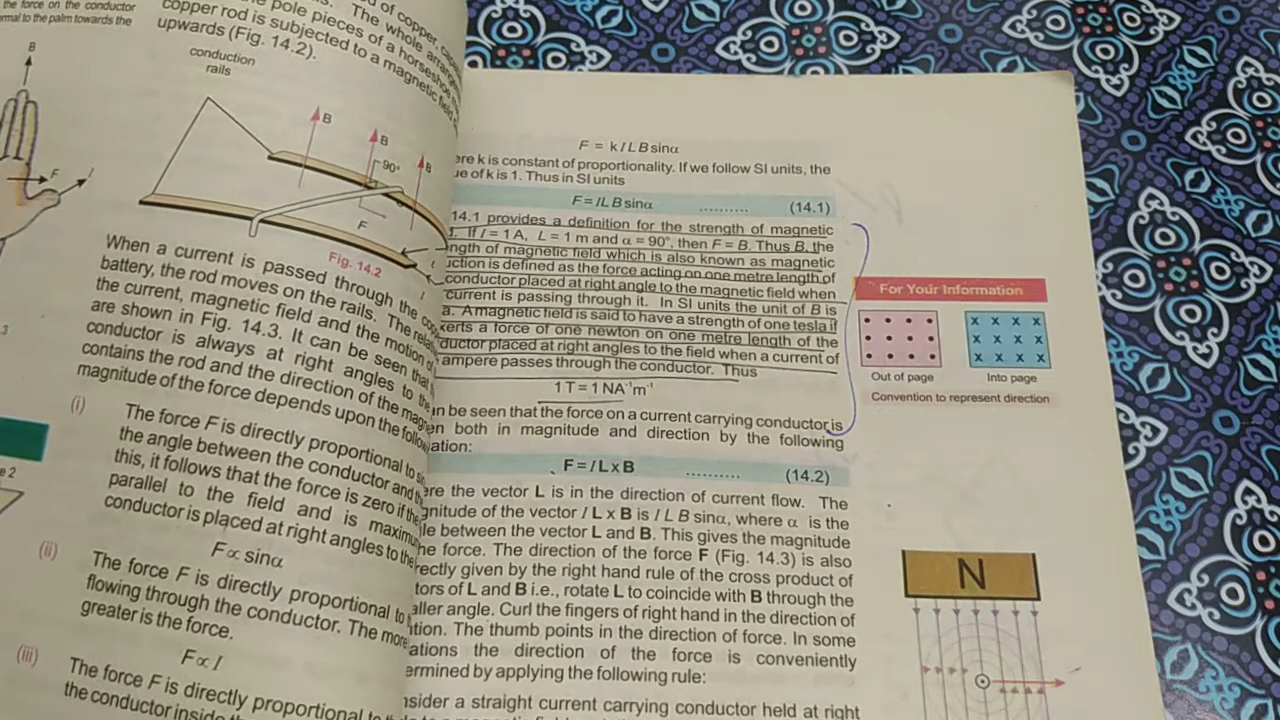 the force on the conductor
to the palm towards the
of copper,
The whole
pole pieces of a horseshoe
copper rod is subjected to a magnetic field
upwards (Fig. 14.2).
conduction
rails
B
B
B
B
90°
F
F
I
I
Fig. 14.2
When a current is passed through the
battery, the rod moves on the rails. The
the current, magnetic field and the motion
are shown in Fig. 14.3. It can be seen that
conductor is always at right angles to the
contains the rod and the direction of the
magnitude of the force depends upon the
(i)
The force F is directly proportional to
the angle between the conductor and
this, it follows that the force is zero if the
parallel to the field and is
conductor is placed at right angles to the
F ∝ sinα
(ii)
The force F is directly proportional to
flowing through the conductor. The more
greater is the force.
F ∝ I
(iii)
The force F is directly proportional to
the conductor inside
F = k I L B sinα
k is constant of proportionality. If we follow SI units, the
of k is 1. Thus in SI units
F = I L B sinα .......... (14.1)
14.1 provides a definition for the strength of magnetic
If I = 1 A, L = 1 m and α = 90°, then F = B. Thus B, the
of magnetic field which is also known as magnetic
is defined as the force acting on one metre length of
conductor placed at right angle to the magnetic field when
current is passing through it. In SI units the unit of B is
A magnetic field is said to have a strength of one tesla if
a force of one newton on one metre length of the
placed at right angles to the field when a current of
ampere passes through the conductor. Thus
1 T = 1 NA⁻¹m⁻¹
be seen that the force on a current carrying conductor is
both in magnitude and direction by the following
F = I L x B .......... (14.2)
the vector L is in the direction of current flow. The
of the vector I L x B is I L B sinα, where α is the
between the vector L and B. This gives the magnitude
force. The direction of the force F (Fig. 14.3) is also
given by the right hand rule of the cross product of
of L and B i.e., rotate L to coincide with B through the
angle. Curl the fingers of right hand in the direction of
The thumb points in the direction of force. In some
the direction of the force is conveniently
by applying the following rule:
a straight current carrying conductor held at right
For Your Information
x x x x
x x x x
x x x x
Out of page
Into page
Convention to represent direction
N